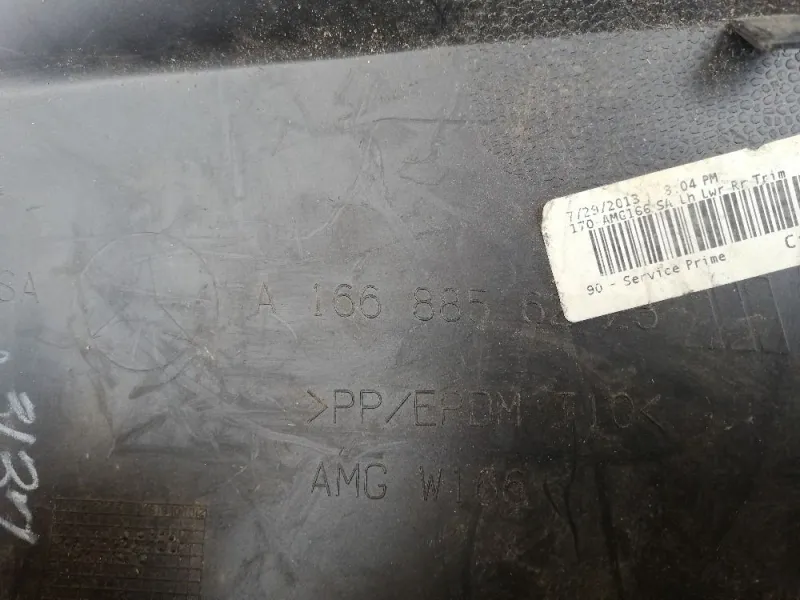 7/29/2013 3:04 PM
170 AMG166 SA Lh Lwr Rr Trim
90 - Service Prime
SA
A 166 885
>PP/EPDM T10<
AMG W166